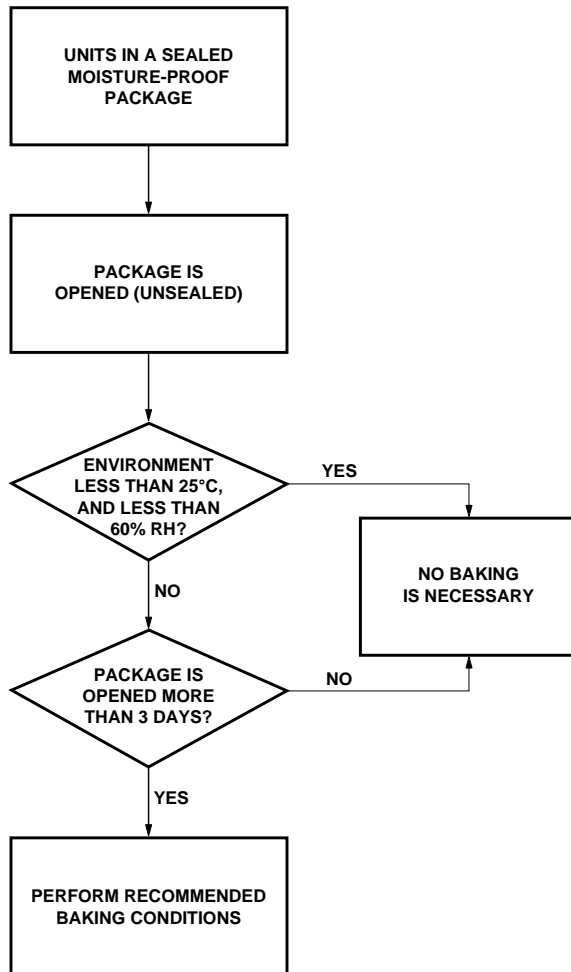 UNITS IN A SEALED
MOISTURE-PROOF
PACKAGE
PACKAGE IS
OPENED (UNSEALED)
ENVIRONMENT
LESS THAN 25°C,
AND LESS THAN
60% RH?
YES
NO BAKING
IS NECESSARY
NO
PACKAGE IS
OPENED MORE
THAN 3 DAYS?
NO
YES
PERFORM RECOMMENDED
BAKING CONDITIONS